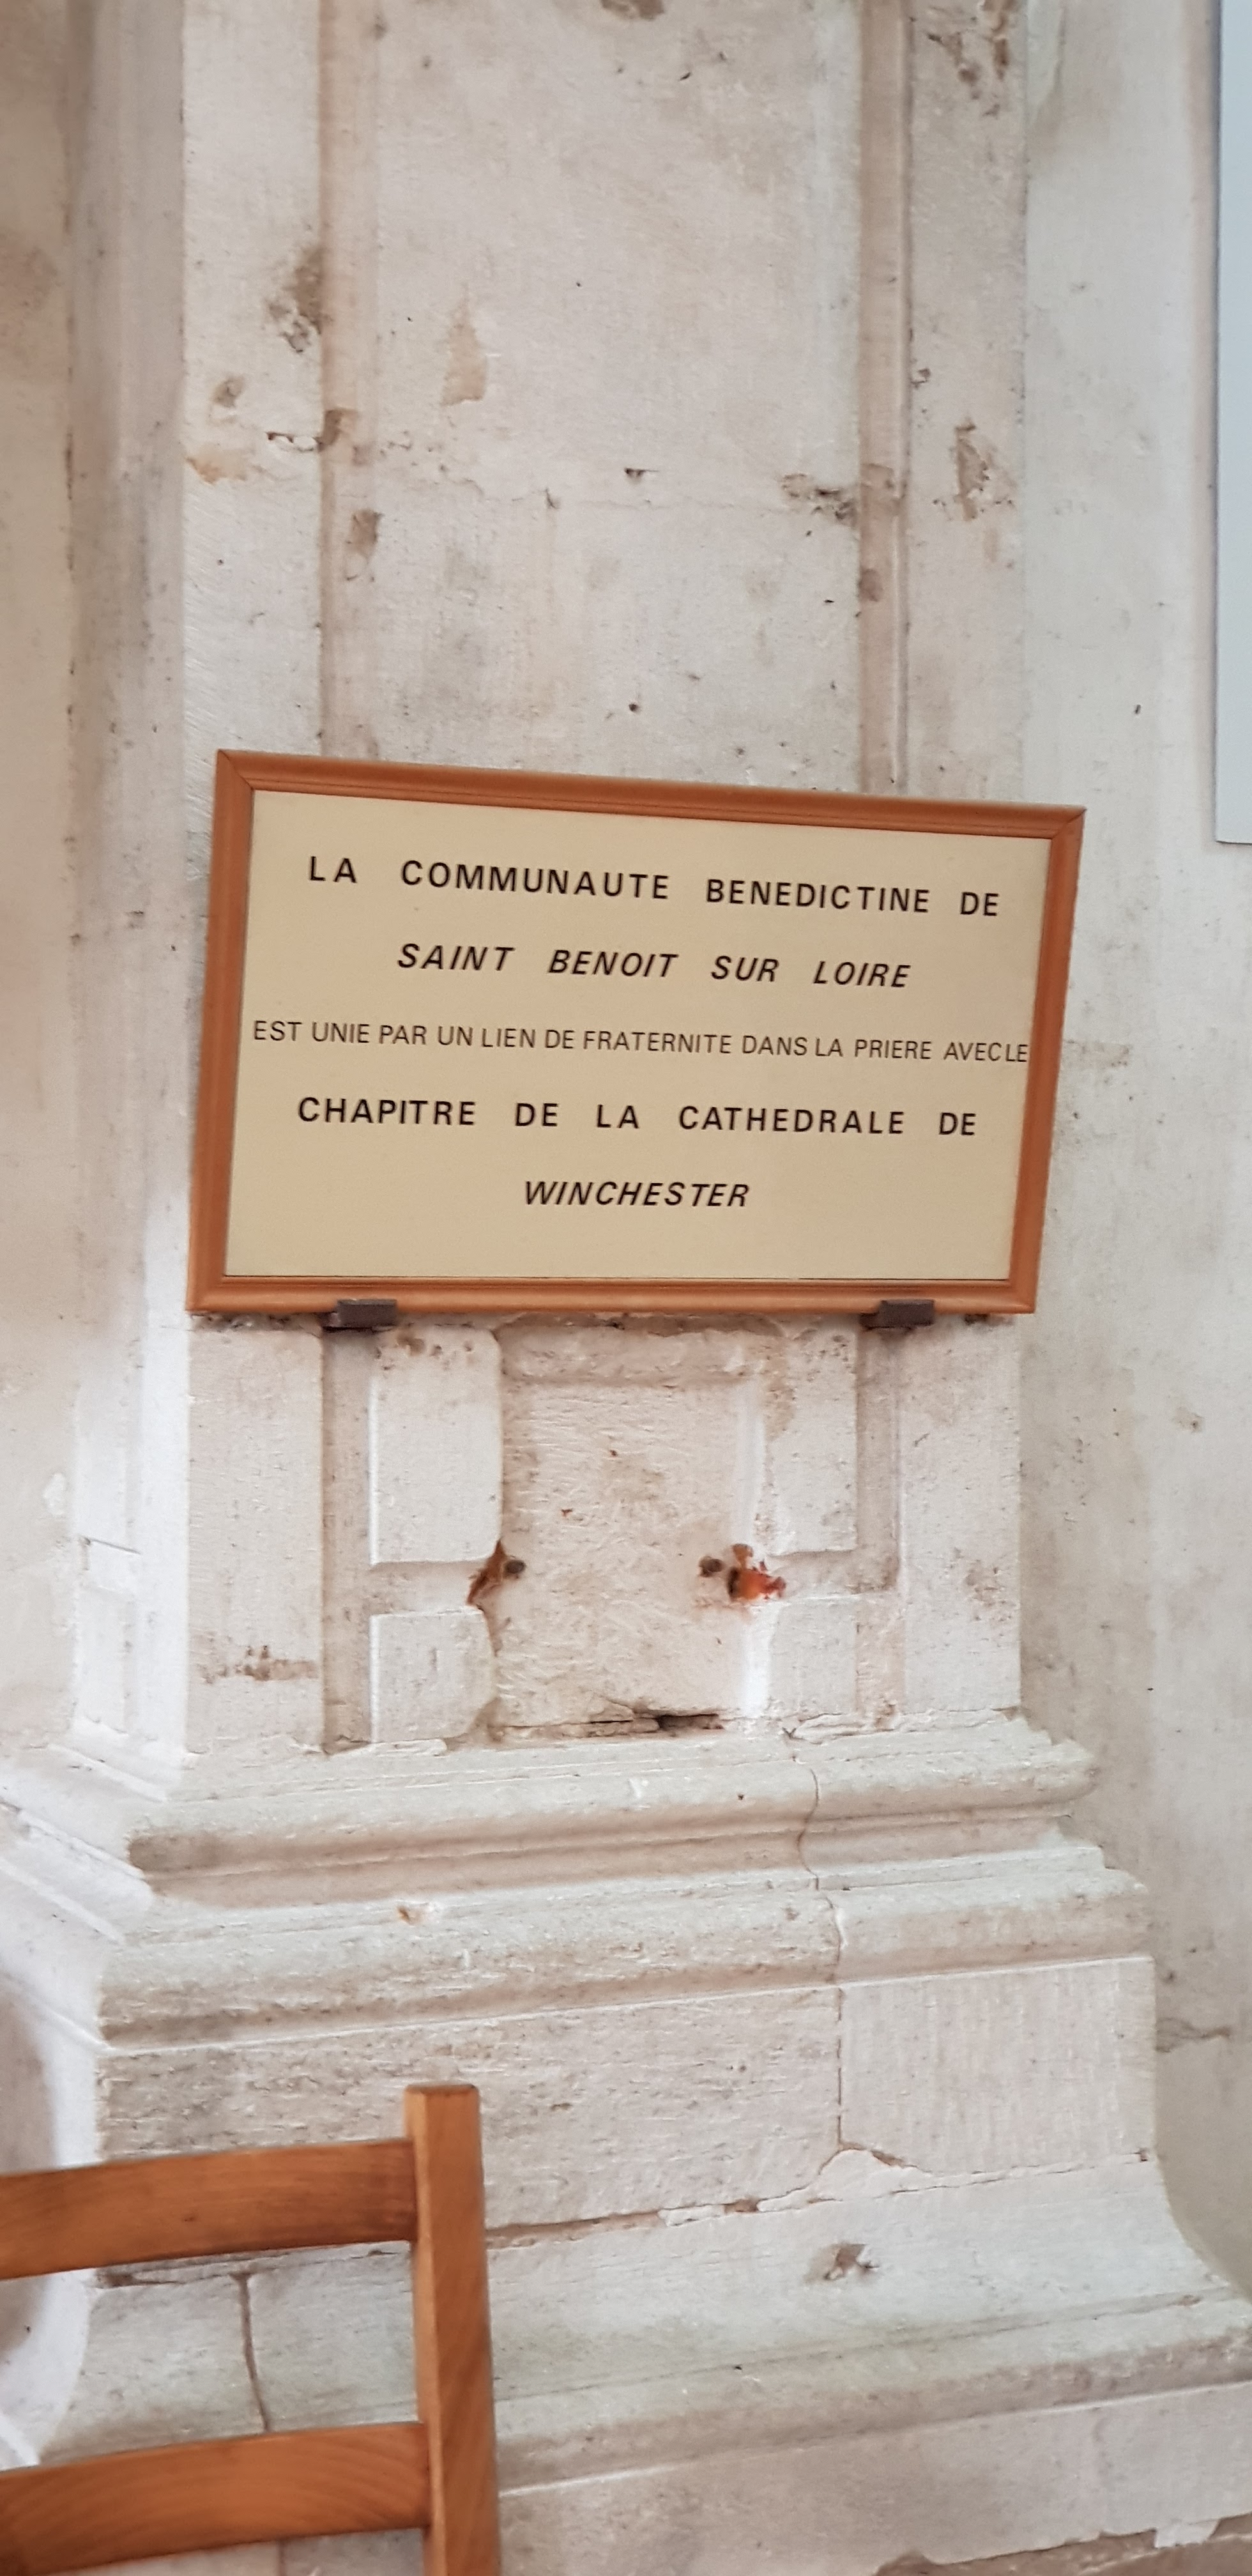 LA COMMUNAUTE BENEDICTINE DE
SAINT BENOIT SUR LOIRE
EST UNIE PAR UN LIEN DE FRATERNITE DANS LA PRIERE AVEC LE
CHAPITRE DE LA CATHEDRALE DE
WINCHESTER